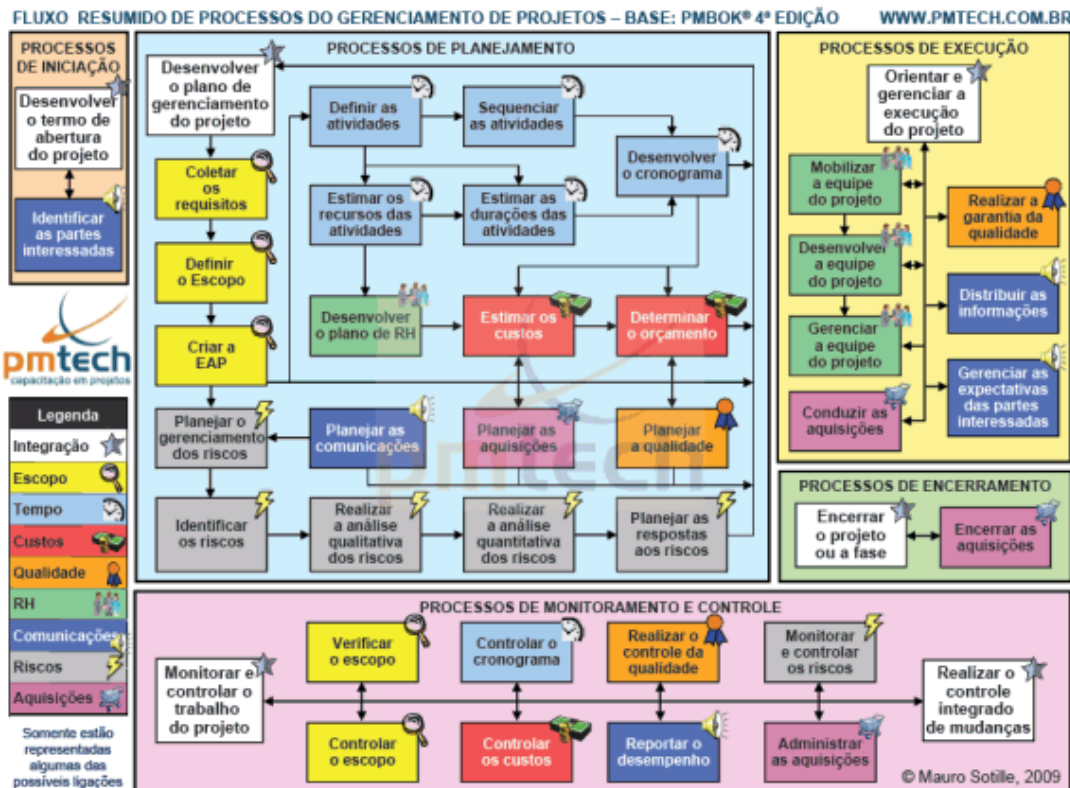 FLUXO RESUMIDO DE PROCESSOS DO GERENCIAMENTO DE PROJETOS – BASE: PMBOK® 4ª EDIÇÃO
WWW.PMTECH.COM.BR
PROCESSOS
DE INICIAÇÃO
Desenvolver
o termo de
abertura
do projeto
Identificar
as partes
interessadas
pmtech
capacitação em projetos
Legenda
Integração
Escopo
Tempo
Custos
Qualidade
RH
Comunicações
Riscos
Aquisições
Somente estão
representadas
algumas das
possíveis ligações
PROCESSOS DE PLANEJAMENTO
Desenvolver
o plano de
gerenciamento
do projeto
Definir as
atividades
Sequenciar
as atividades
Desenvolver
o cronograma
Coletar
os
requisitos
Estimar os
recursos das
atividades
Estimar as
durações das
atividades
Definir
o Escopo
Desenvolver
o plano de RH
Estimar os
custos
Determinar
o orçamento
Criar a
EAP
Planejar o
gerenciamento
dos riscos
Planejar as
comunicações
Planejar as
aquisições
Planejar
a qualidade
pmtech
Identificar
os riscos
Realizar
a análise
qualitativa
dos riscos
Realizar
a análise
quantitativa
dos riscos
Planejar as
respostas
aos riscos
PROCESSOS DE EXECUÇÃO
Orientar e
gerenciar a
execução
do projeto
Mobilizar
a equipe
do projeto
Realizar a
garantia da
qualidade
Desenvolver
a equipe
do projeto
Distribuir as
informações
Gerenciar
a equipe
do projeto
Gerenciar as
expectativas
das partes
interessadas
Conduzir as
aquisições
PROCESSOS DE ENCERRAMENTO
Encerrar
o projeto
ou a fase
Encerrar as
aquisições
PROCESSOS DE MONITORAMENTO E CONTROLE
Monitorar e
controlar o
trabalho
do projeto
Verificar
o escopo
Controlar o
cronograma
Realizar o
controle da
qualidade
Monitorar
e controlar
os riscos
Realizar o
controle
integrado
de mudanças
Controlar
o escopo
Controlar
os custos
Reportar o
desempenho
Administrar
as aquisições
© Mauro Sotille, 2009